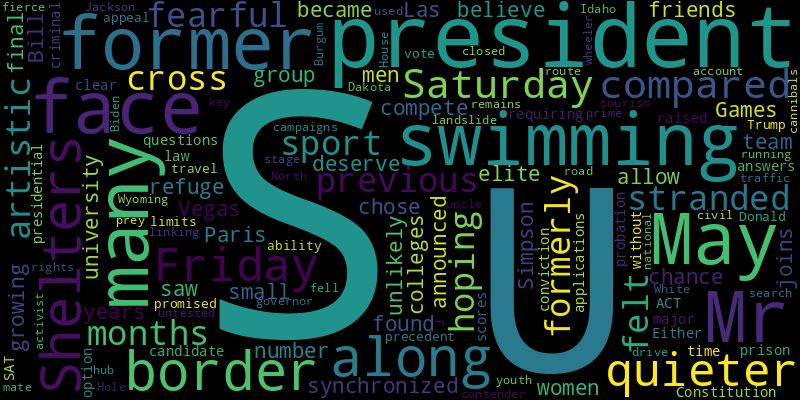 fierce Jackson became Las believe Idaho friends
final Bill criminal appeal fearful used closed wheeler
former president
Burgum House vote
cross group men Saturday compared account cannibals
face clear Biden key Dakota compete route
artistic many questions campaigns sport remains landslide requiring prime tourism raised Games Trump
swimming team
presidential shelters law travel stage deserve elite road traffic running answers
university Wyoming refuge North previous allow stranded
S U
prey limits Vegas Paris chose uncle Simpson formerly without civil Donald
linking ability unlikely colleges announced hoping conviction applications probation national May joins
Friday
growing rights activist saw small fell felt White chance search
years promised untested governor found precedent scores ACT Mr
SAT months candidate number along major Either time prison
option hub border synchronized drive quieter
mate Hole youth contender women Constitution